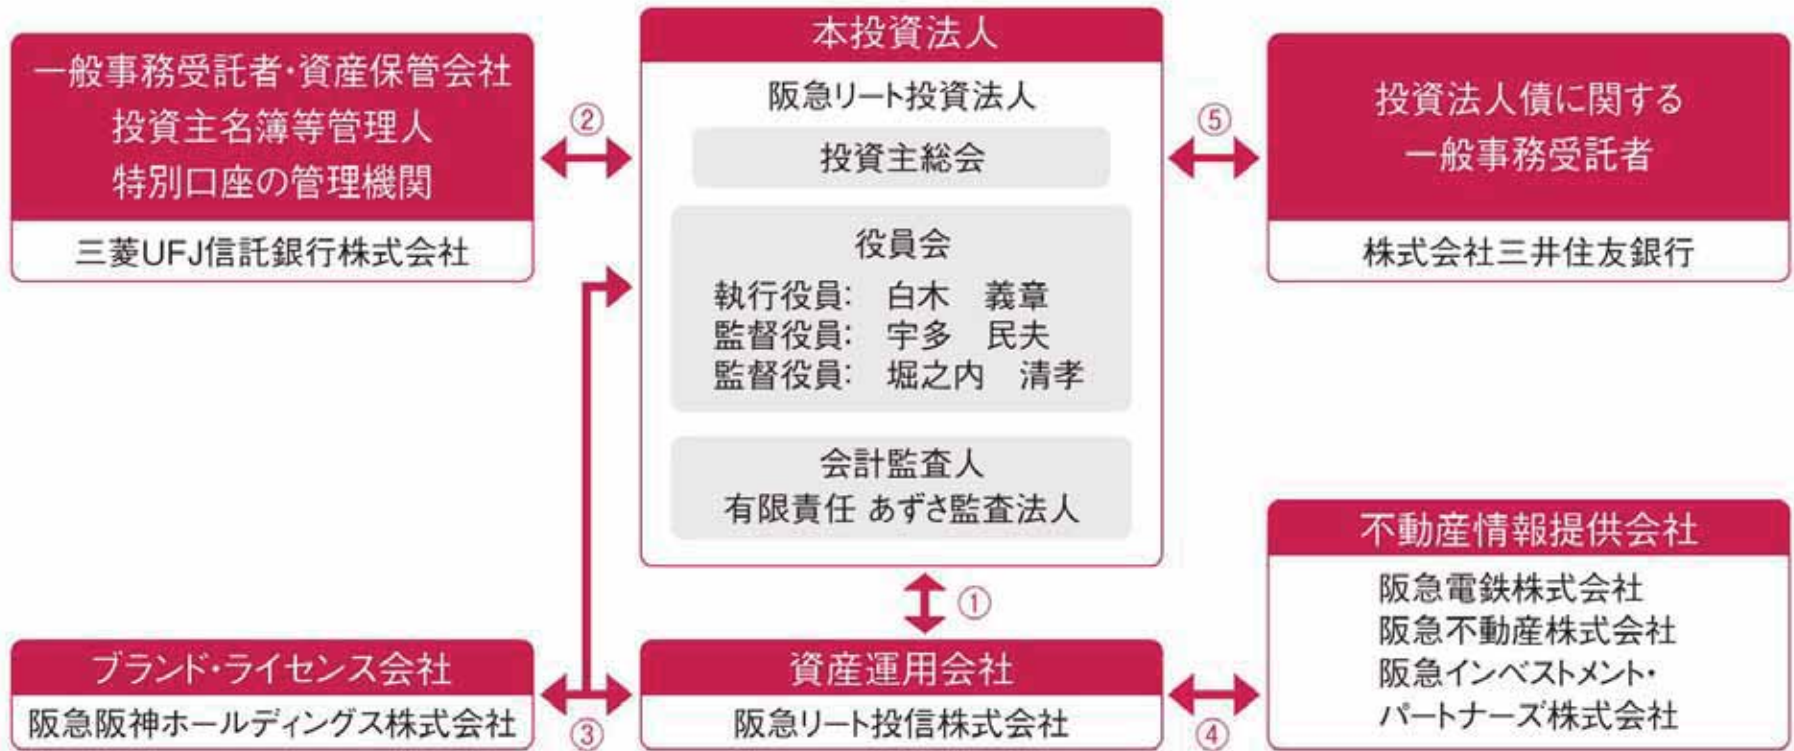 一般事務受託者・資産保管会社
投資主名簿等管理人
特別口座の管理機関
三菱UFJ信託銀行株式会社
②
本投資法人
阪急リート投資法人
投資主総会
役員会
執行役員： 白木　義章
監督役員： 宇多　民夫
監督役員： 堀之内　清孝
会計監査人
有限責任 あずさ監査法人
⑤
投資法人債に関する
一般事務受託者
株式会社三井住友銀行
①
ブランド・ライセンス会社
阪急阪神ホールディングス株式会社
③
資産運用会社
阪急リート投信株式会社
④
不動産情報提供会社
阪急電鉄株式会社
阪急不動産株式会社
阪急インベストメント・
パートナーズ株式会社